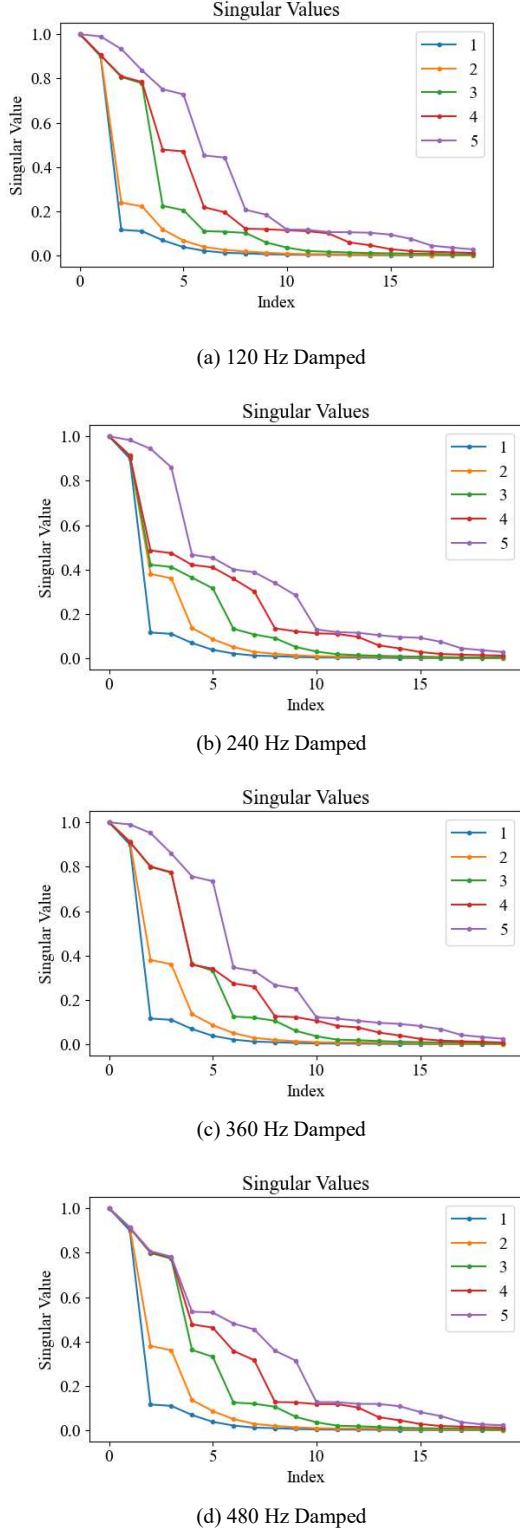 Singular Values
1.0
0.8
0.6
0.4
0.2
0.0
Singular Value
1
2
3
4
5
0 5 10 15
Index
(a) 120 Hz Damped
Singular Values
1.0
0.8
0.6
0.4
0.2
0.0
Singular Value
1
2
3
4
5
0 5 10 15
Index
(b) 240 Hz Damped
Singular Values
1.0
0.8
0.6
0.4
0.2
0.0
Singular Value
1
2
3
4
5
0 5 10 15
Index
(c) 360 Hz Damped
Singular Values
1.0
0.8
0.6
0.4
0.2
0.0
Singular Value
1
2
3
4
5
0 5 10 15
Index
(d) 480 Hz Damped